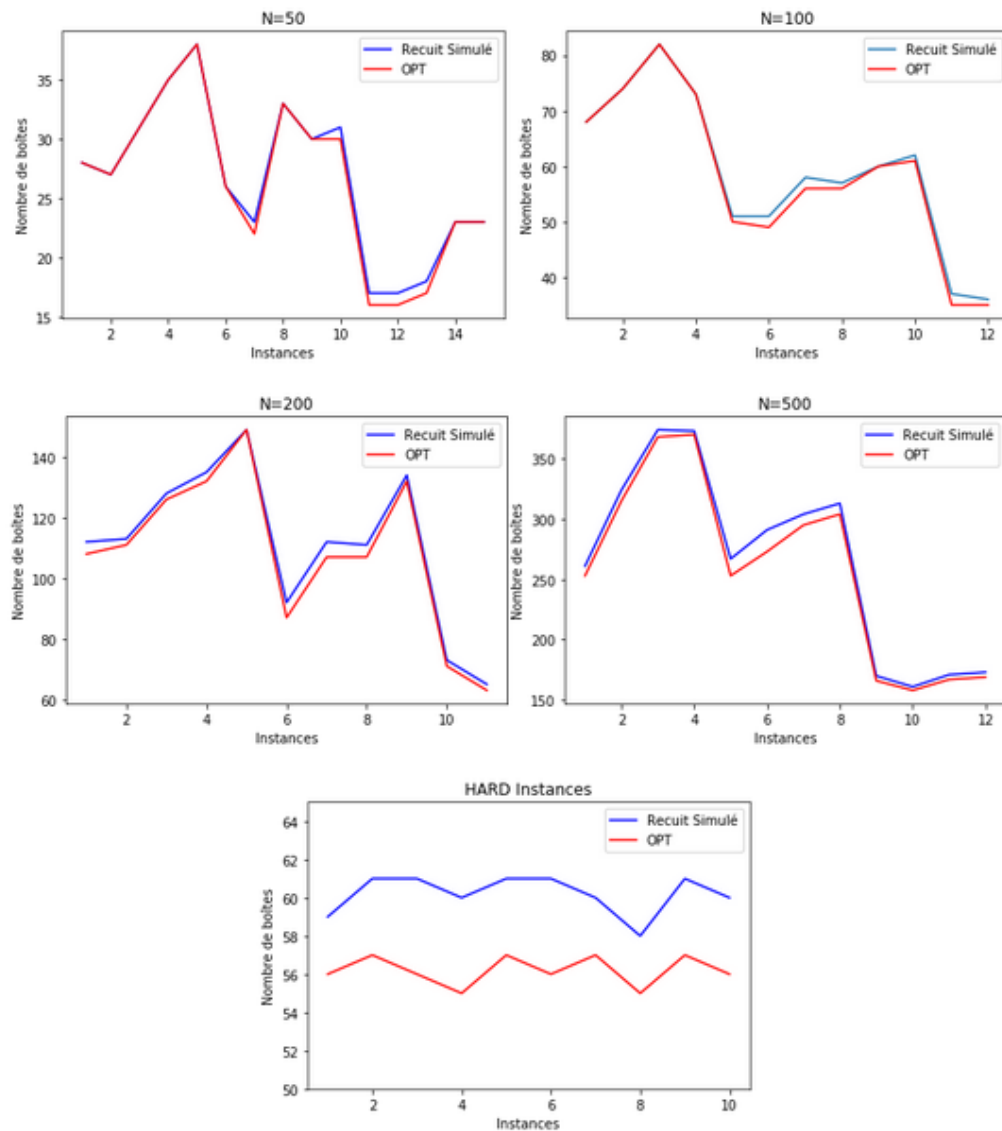 N=50
Recuit Simulé
OPT
Nombre de boîtes
35
30
25
20
15
2 4 6 8 10 12 14
Instances
N=100
Recuit Simulé
OPT
Nombre de boîtes
80
70
60
50
40
2 4 6 8 10 12
Instances
N=200
Recuit Simulé
OPT
Nombre de boîtes
140
120
100
80
60
2 4 6 8 10
Instances
N=500
Recuit Simulé
OPT
Nombre de boîtes
350
300
250
200
150
2 4 6 8 10 12
Instances
HARD Instances
Recuit Simulé
OPT
Nombre de boîtes
64
62
60
58
56
54
52
50
2 4 6 8 10
Instances